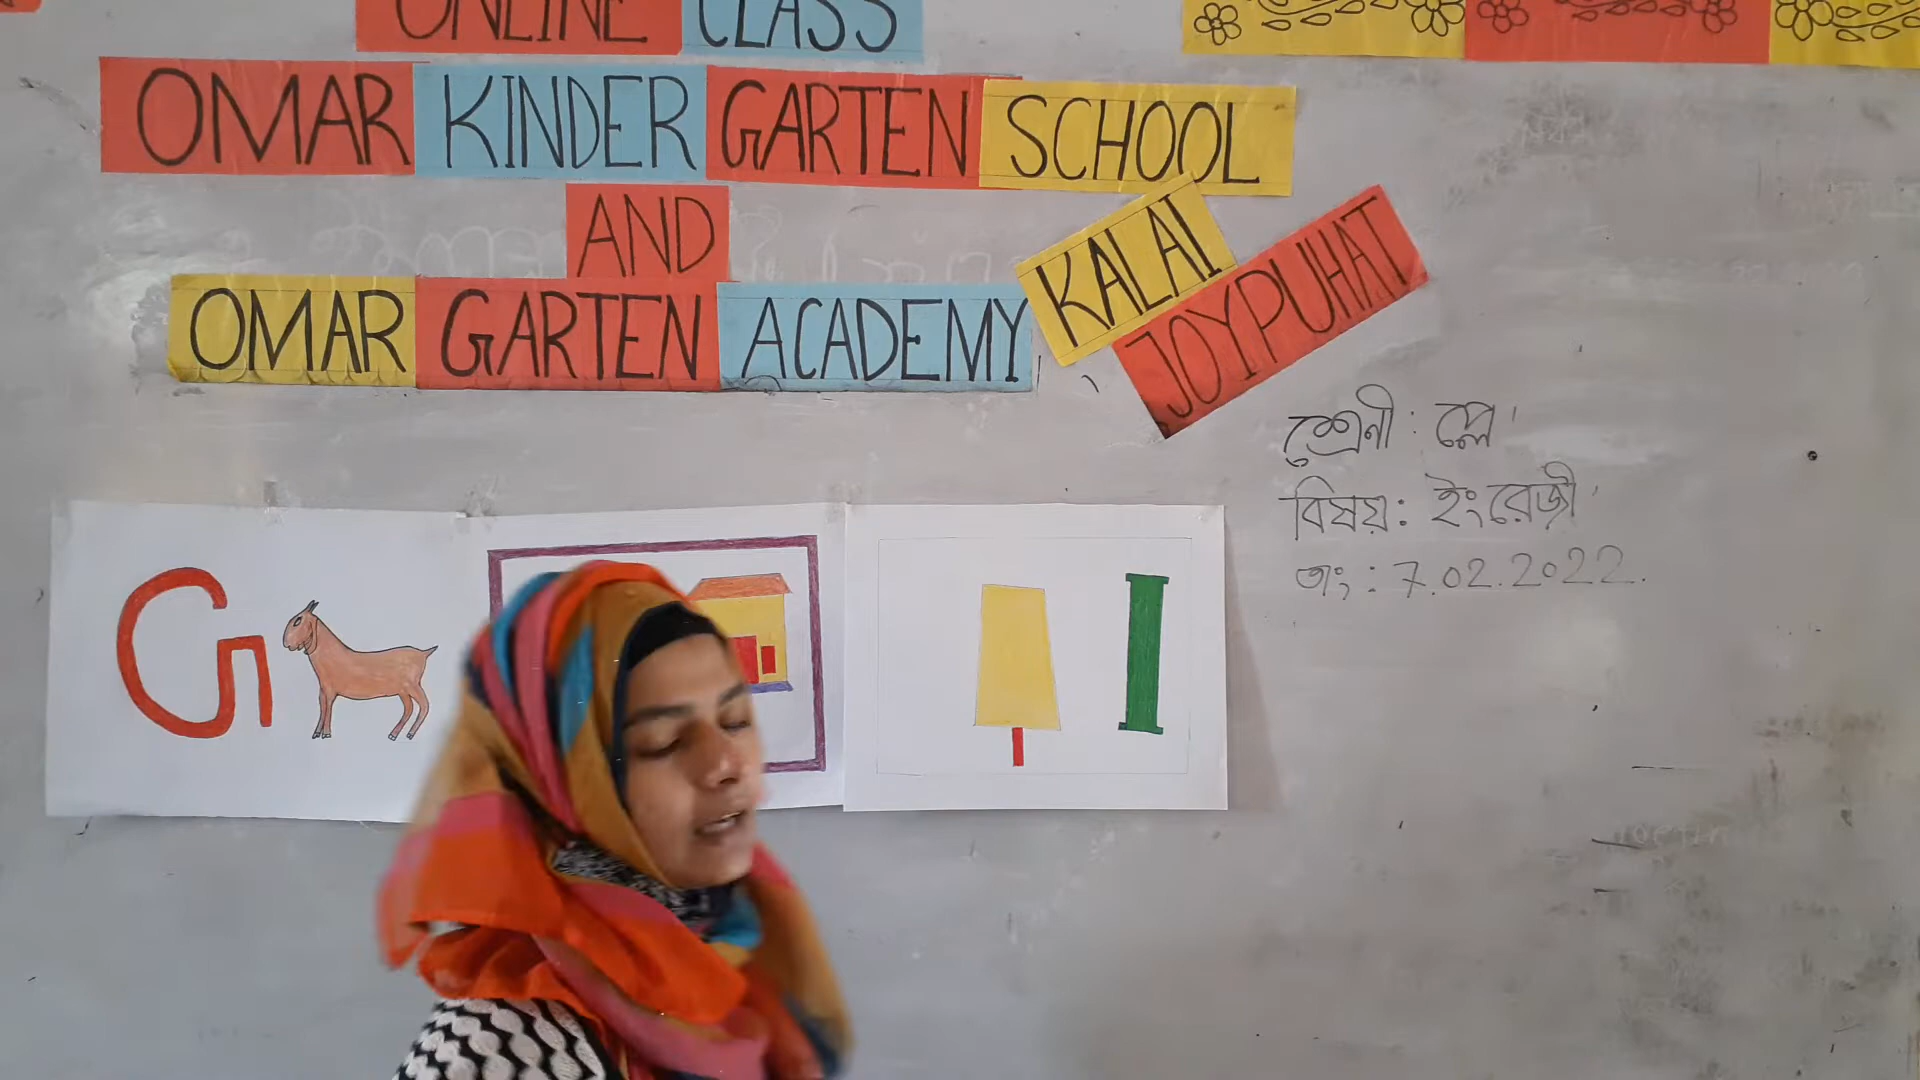 ONLINE CLASS
OMAR KINDER GARTEN SCHOOL
AND
OMAR GARTEN ACADEMY
KALAI
JOYPUHAT
শ্রেনী : প্লে।
বিষয়: ইংরেজী।
তাং : 7.02.2022.
G
I